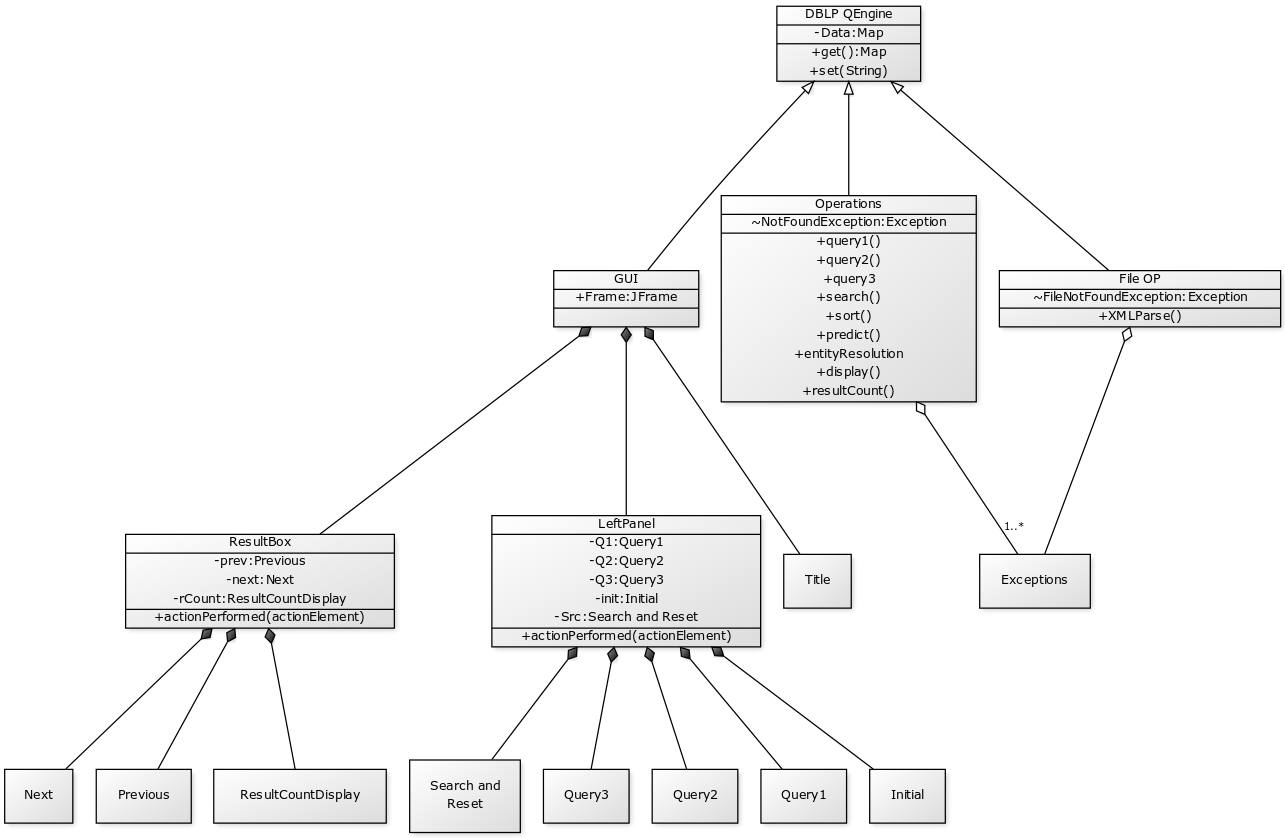 DBLP QEngine
-Data:Map
+get():Map
+set(String)
Operations
~NotFoundException:Exception
+query1()
+query2()
+query3
+search()
+sort()
+predict()
+entityResolution
+display()
+resultCount()
GUI
+Frame:JFrame
File OP
~FileNotFoundException:Exception
+XMLParse()
1..*
ResultBox
-prev:Previous
-next:Next
-rCount:ResultCountDisplay
+actionPerformed(actionElement)
LeftPanel
-Q1:Query1
-Q2:Query2
-Q3:Query3
-init:Initial
-Src:Search and Reset
+actionPerformed(actionElement)
Title
Exceptions
Next
Previous
ResultCountDisplay
Search and
Reset
Query3
Query2
Query1
Initial